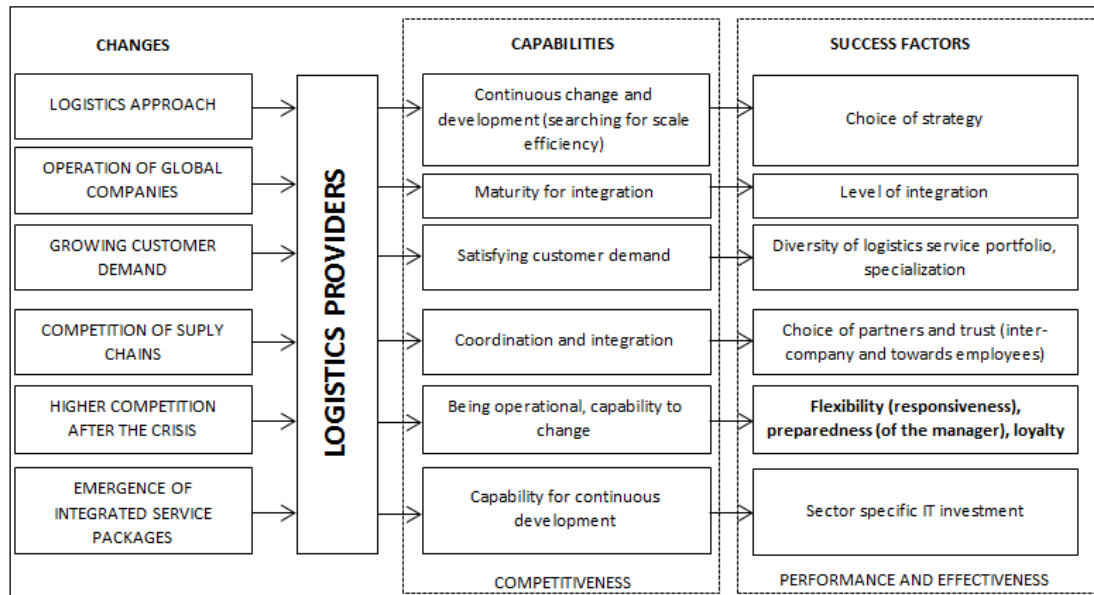 CHANGES
CAPABILITIES
SUCCESS FACTORS
LOGISTICS APPROACH
OPERATION OF GLOBAL
COMPANIES
GROWING CUSTOMER
DEMAND
COMPETITION OF SUPLY
CHAINS
HIGHER COMPETITION
AFTER THE CRISIS
EMERGENCE OF
INTEGRATED SERVICE
PACKAGES
LOGISTICS PROVIDERS
Continuous change and
development (searching for scale
efficiency)
Maturity for integration
Satisfying customer demand
Coordination and integration
Being operational, capability to
change
Capability for continuous
development
COMPETITIVENESS
Choice of strategy
Level of integration
Diversity of logistics service portfolio,
specialization
Choice of partners and trust (inter-
company and towards employees)
Flexibility (responsiveness),
preparedness (of the manager), loyalty
Sector specific IT investment
PERFORMANCE AND EFFECTIVENESS